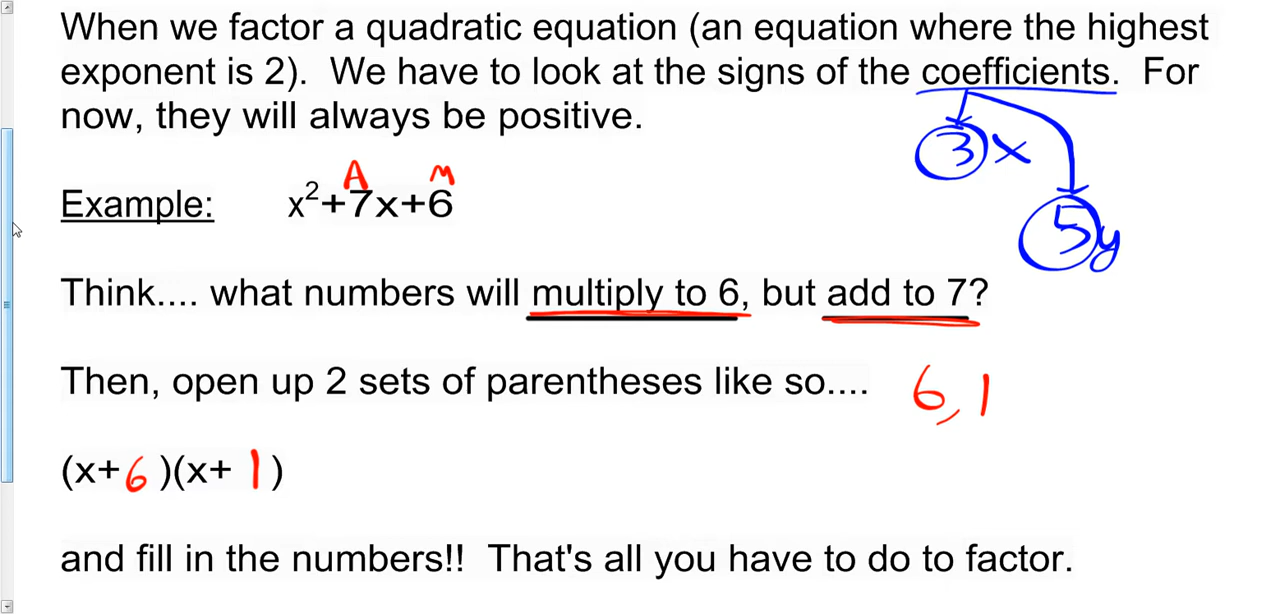 When we factor a quadratic equation (an equation where the highest
exponent is 2).  We have to look at the signs of the coefficients.  For
now, they will always be positive.
3x
A M
Example: x²+7x+6
5y
Think.... what numbers will multiply to 6, but add to 7?
Then, open up 2 sets of parentheses like so.... 6, 1
(x+6)(x+ 1)
and fill in the numbers!!  That's all you have to do to factor.